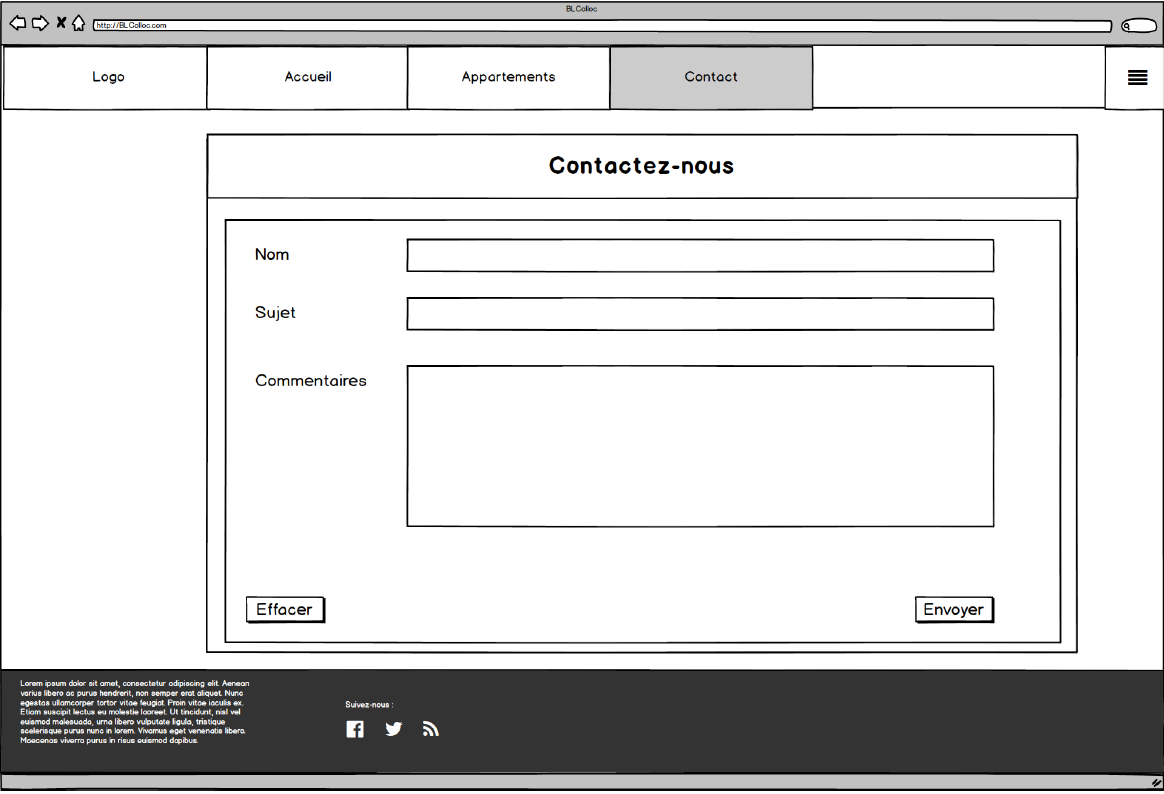 BLColloc
http://BLColloc.com
Logo
Accueil
Appartements
Contact
Contactez-nous
Nom
Sujet
Commentaires
Effacer
Envoyer
Lorem ipsum dolor sit amet, consectetur adipiscing elit. Aenean
varius libero ac purus hendrerit, non semper erat aliquet. Nunc
egestas ullamcorper tortor vitae feugiat. Proin vitae iaculis ex.
Etiam suscipit lectus eu molestie laoreet. Ut tincidunt, nisl vel
euismod malesuada, urna libero vulputate ligula, tristique
scelerisque purus nunc in lorem. Vivamus eget venenatis libero.
Maecenas viverra purus in risus euismod dapibus.
Suivez-nous :